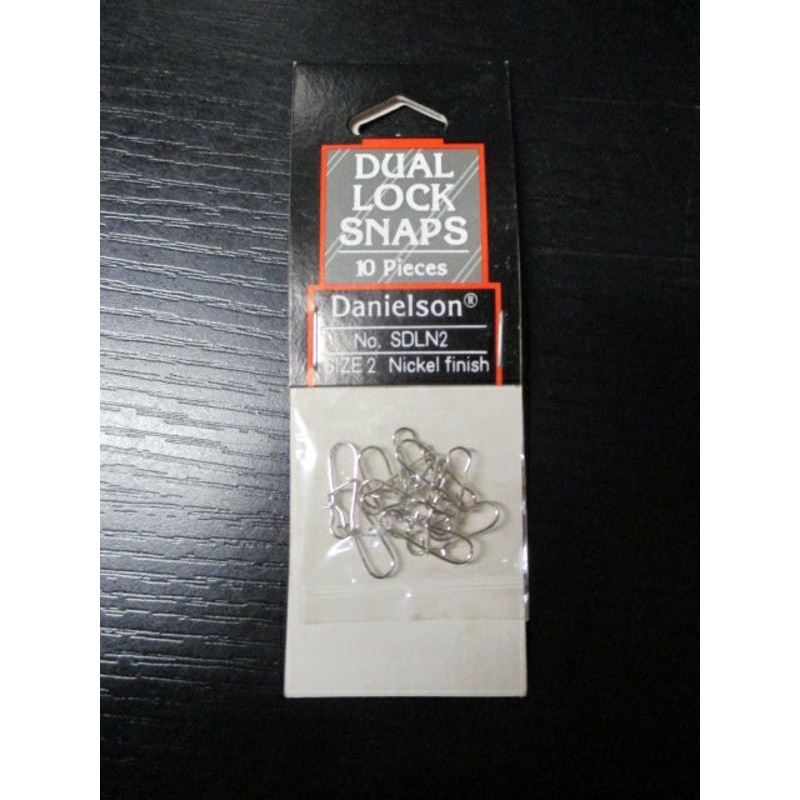 DUAL
LOCK
SNAPS
10 Pieces
Danielson®
No. SDLN2
SIZE 2 Nickel finish